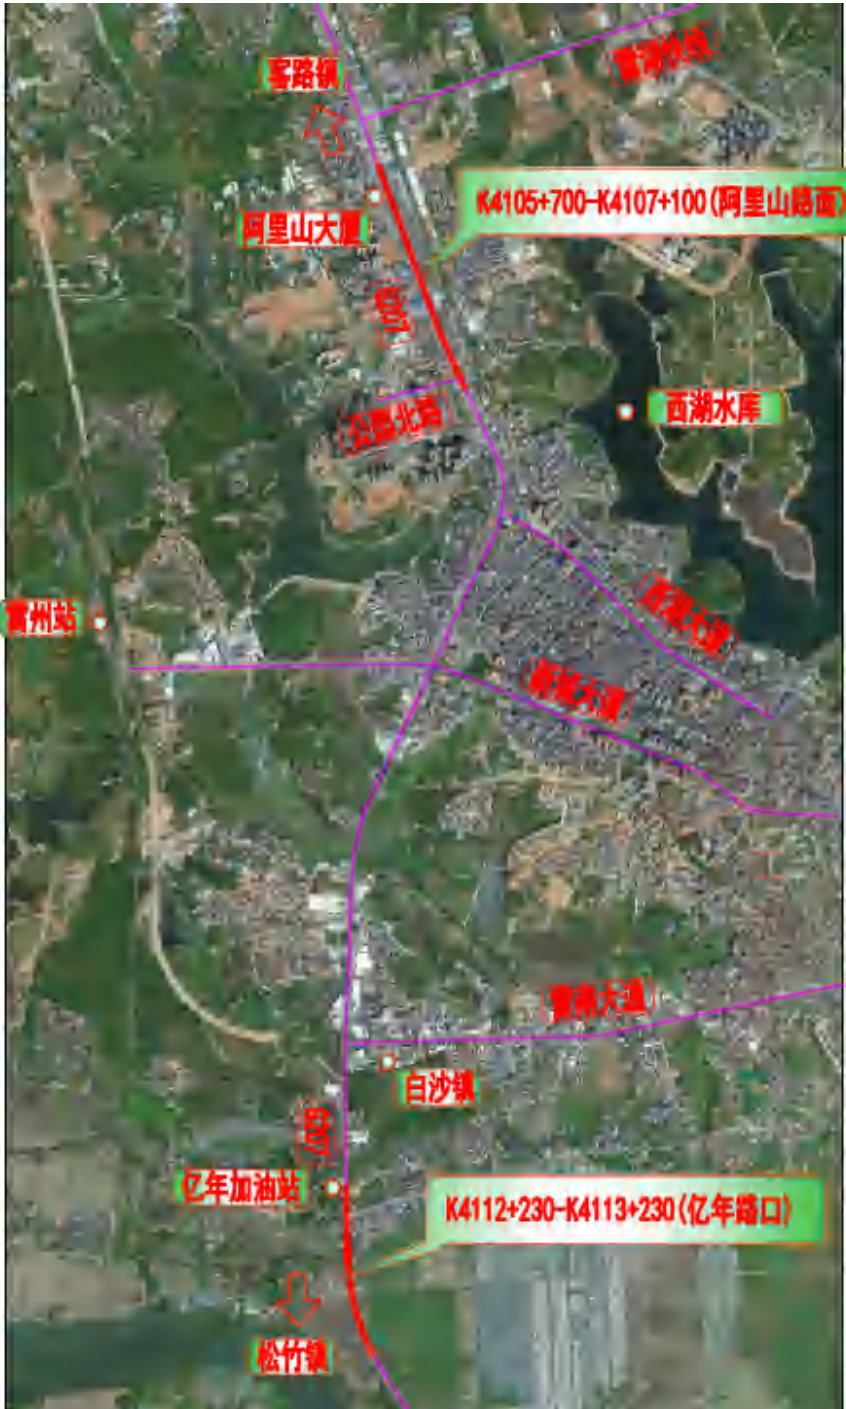 雷湖快线
客路镇
K4105+700-K4107+100(阿里山路面)
阿里山大厦
G207
西湖水库
公园北路
西湖大道
雷州站
新城大道
雷南大道
白沙镇
G207
亿年加油站
K4112+230-K4113+230(亿年路口)
松竹镇